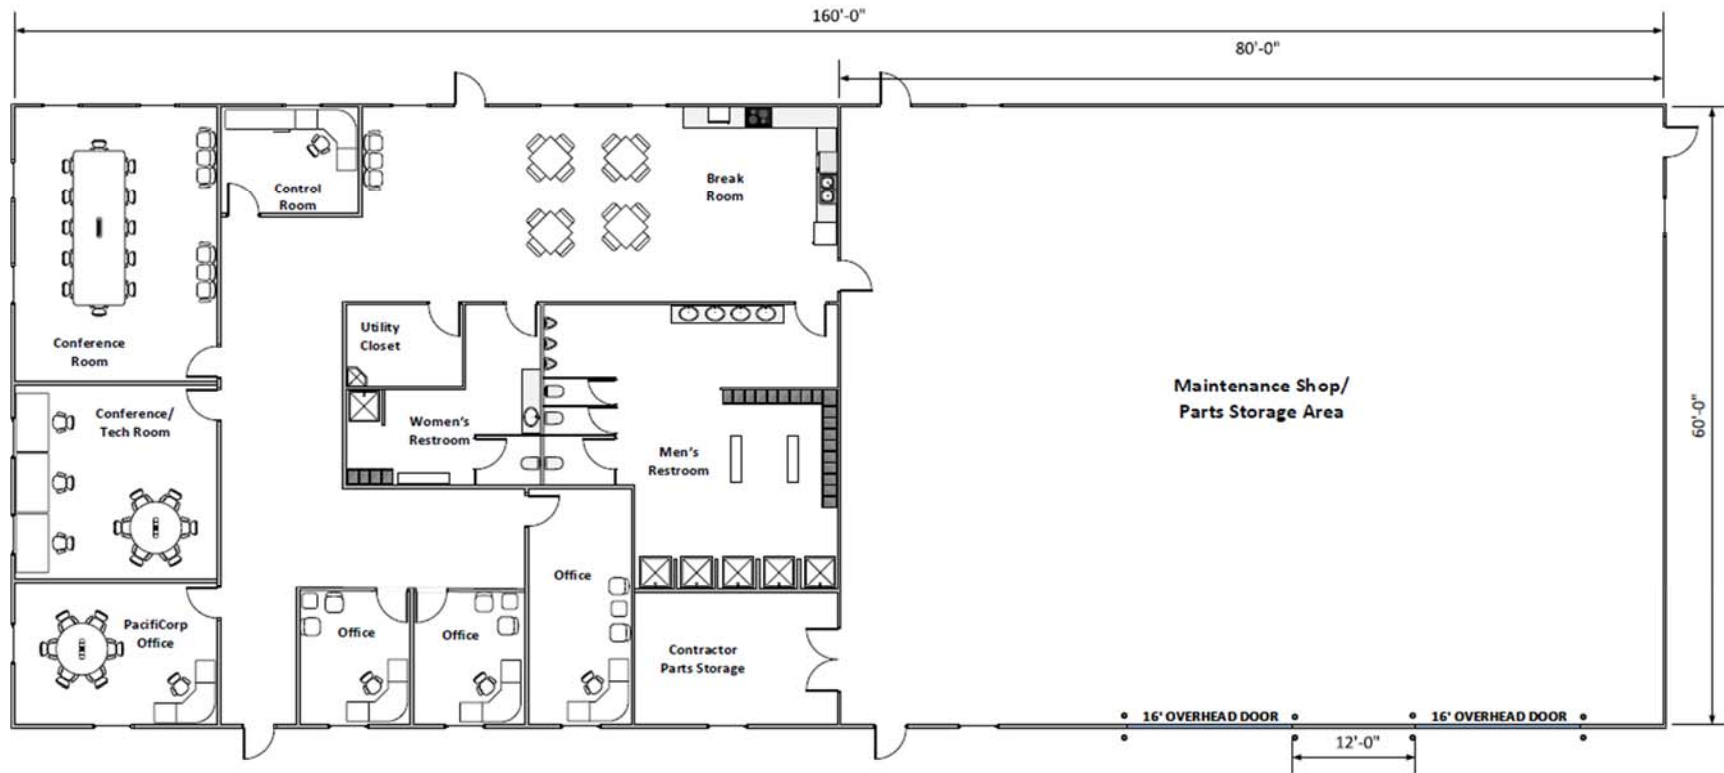 160'-0"
80'-0"
Break
Room
Control
Room
Conference
Room
Utility
Closet
Maintenance Shop/
Parts Storage Area
60'-0"
Conference/
Tech Room
Women's
Restroom
Men's
Restroom
Office
PacifiCorp
Office
Office
Office
Contractor
Parts Storage
16' OVERHEAD DOOR
16' OVERHEAD DOOR
12'-0"